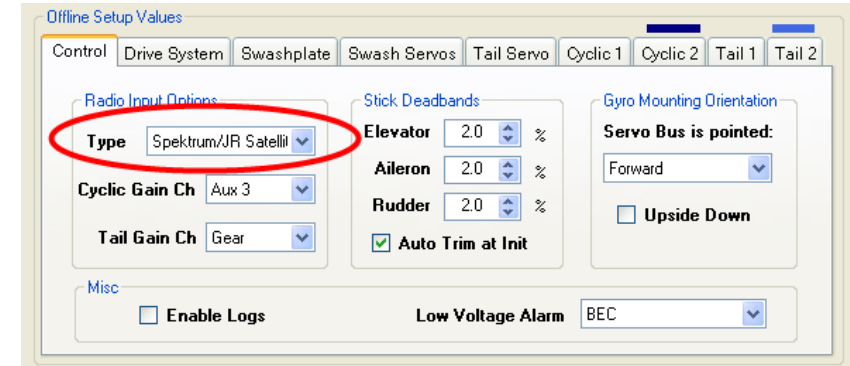 Offline Setup Values
Control Drive System Swashplate Swash Servos Tail Servo Cyclic 1 Cyclic 2 Tail 1 Tail 2
Radio Input Options Stick Deadbands Gyro Mounting Orientation
Type Spektrum/JR Satelli Elevator 2.0 % Servo Bus is pointed:
Cyclic Gain Ch Aux 3 Aileron 2.0 % Forward
Rudder 2.0 % Upside Down
Tail Gain Ch Gear Auto Trim at Init
Misc
Enable Logs Low Voltage Alarm BEC